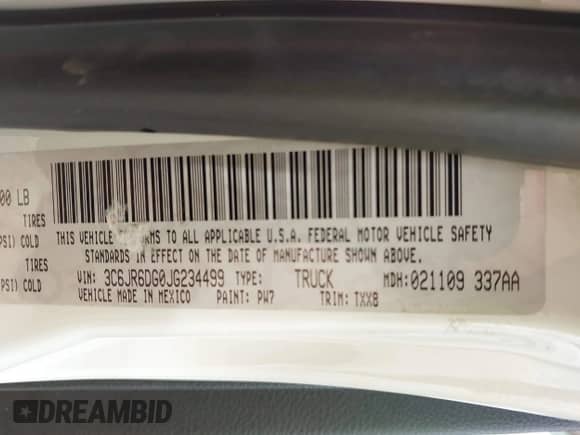 00 LB
TIRES
PSI) COLD
TIRES
PSI) COLD
THIS VEHICLE CONFORMS TO ALL APPLICABLE U.S.A. FEDERAL MOTOR VEHICLE SAFETY
STANDARDS IN EFFECT ON THE DATE OF MANUFACTURE SHOWN ABOVE.
VIN: 3C6JR6DG0JG234499 TYPE: TRUCK MDH: 021109 337AA
VEHICLE MADE IN MEXICO PAINT: PW7 TRIM: TXX8
DREAMBID